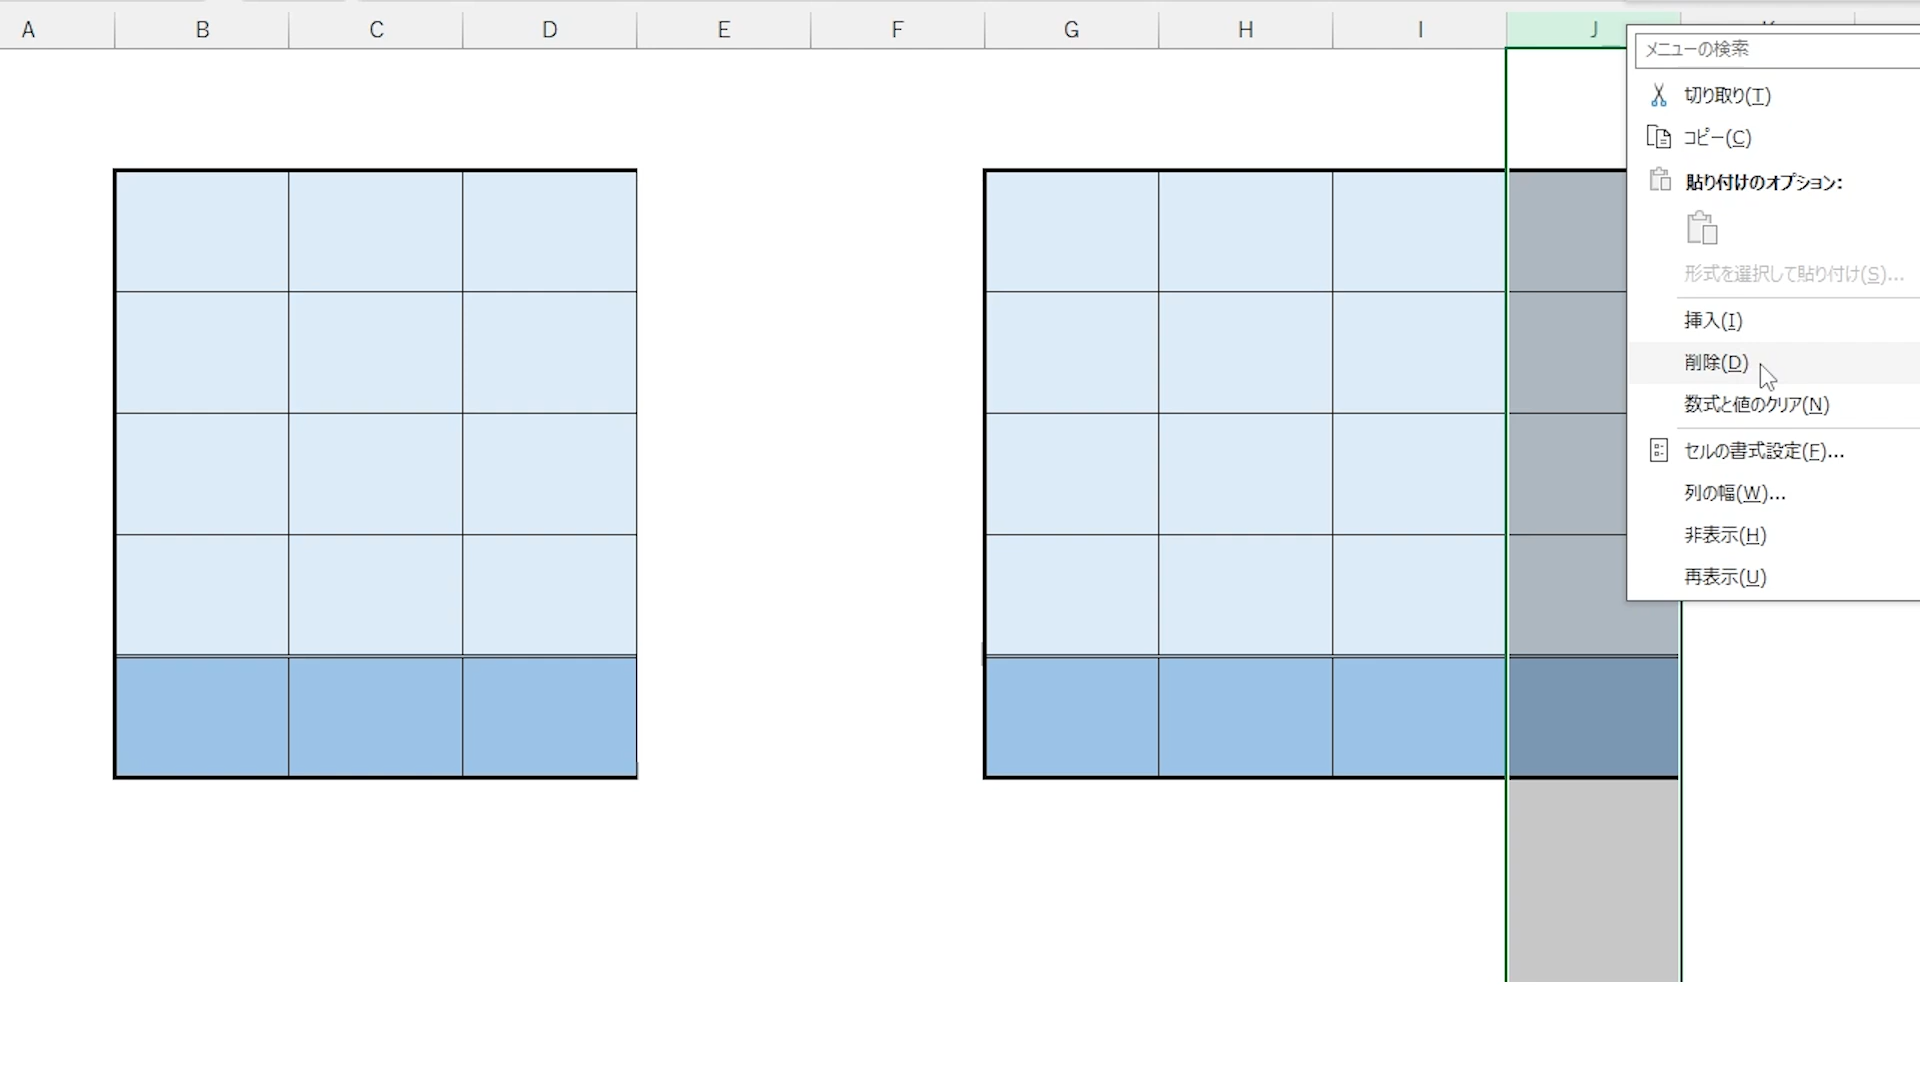 A B C D E F G H I J
メニューの検索
切り取り(T)
コピー(C)
貼り付けのオプション:
形式を選択して貼り付け(S)...
挿入(I)
削除(D)
数式と値のクリア(N)
セルの書式設定(F)...
列の幅(W)...
非表示(H)
再表示(U)